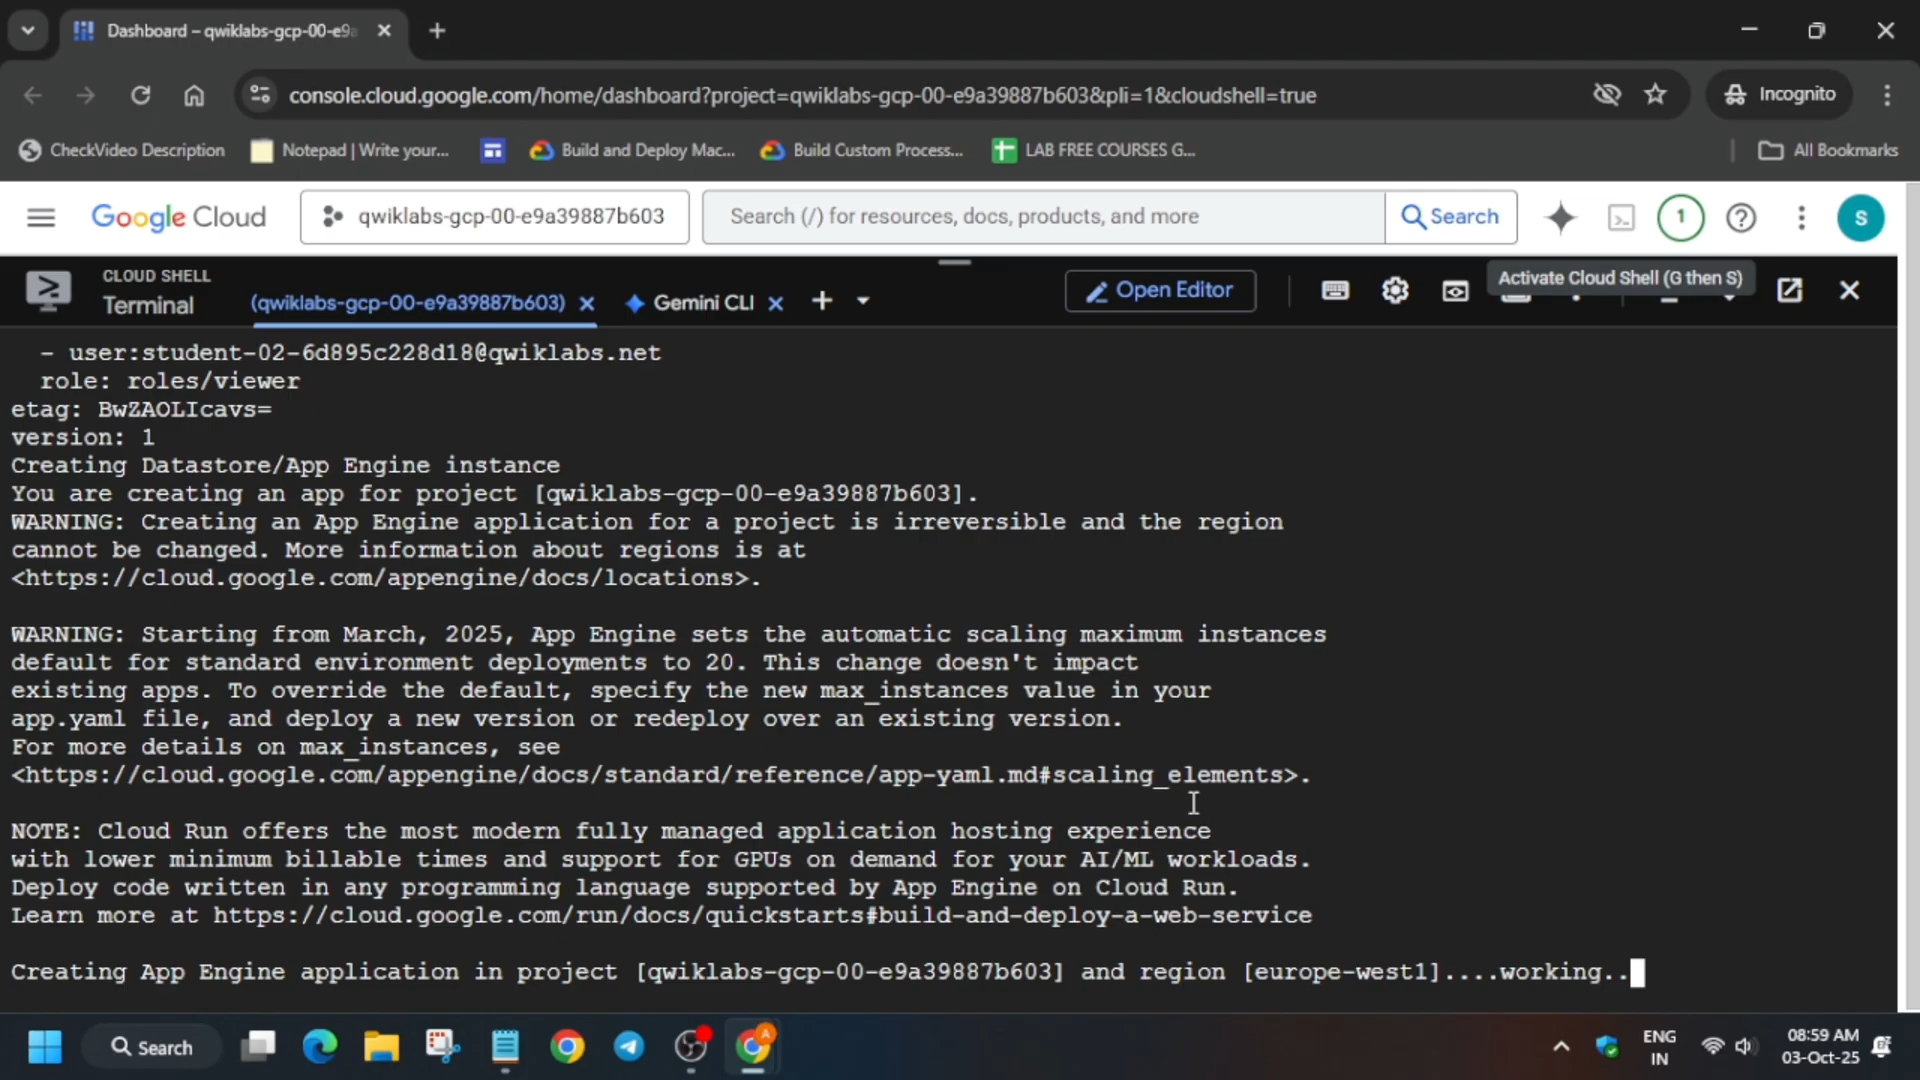 Dashboard – qwiklabs-gcp-00-e9a
console.cloud.google.com/home/dashboard?project=qwiklabs-gcp-00-e9a39887b603&pli=1&cloudshell=true
Incognito
CheckVideo Description
Notepad | Write your...
Build and Deploy Mac...
Build Custom Process...
LAB FREE COURSES G...
All Bookmarks
Google Cloud
qwiklabs-gcp-00-e9a39887b603
Search (/) for resources, docs, products, and more
Search
1
S
CLOUD SHELL
Terminal
(qwiklabs-gcp-00-e9a39887b603)
Gemini CLI
Open Editor
Activate Cloud Shell (G then S)
- user:student-02-6d895c228d18@qwiklabs.net
role: roles/viewer
etag: BwZAOLIcavs=
version: 1
Creating Datastore/App Engine instance
You are creating an app for project [qwiklabs-gcp-00-e9a39887b603].
WARNING: Creating an App Engine application for a project is irreversible and the region
cannot be changed. More information about regions is at
<https://cloud.google.com/appengine/docs/locations>.
WARNING: Starting from March, 2025, App Engine sets the automatic scaling maximum instances
default for standard environment deployments to 20. This change doesn't impact
existing apps. To override the default, specify the new max_instances value in your
app.yaml file, and deploy a new version or redeploy over an existing version.
For more details on max_instances, see
<https://cloud.google.com/appengine/docs/standard/reference/app-yaml.md#scaling_elements>.
NOTE: Cloud Run offers the most modern fully managed application hosting experience
with lower minimum billable times and support for GPUs on demand for your AI/ML workloads.
Deploy code written in any programming language supported by App Engine on Cloud Run.
Learn more at https://cloud.google.com/run/docs/quickstarts#build-and-deploy-a-web-service
Creating App Engine application in project [qwiklabs-gcp-00-e9a39887b603] and region [europe-west1]....working..
Search
A
ENG
IN
08:59 AM
03-Oct-25